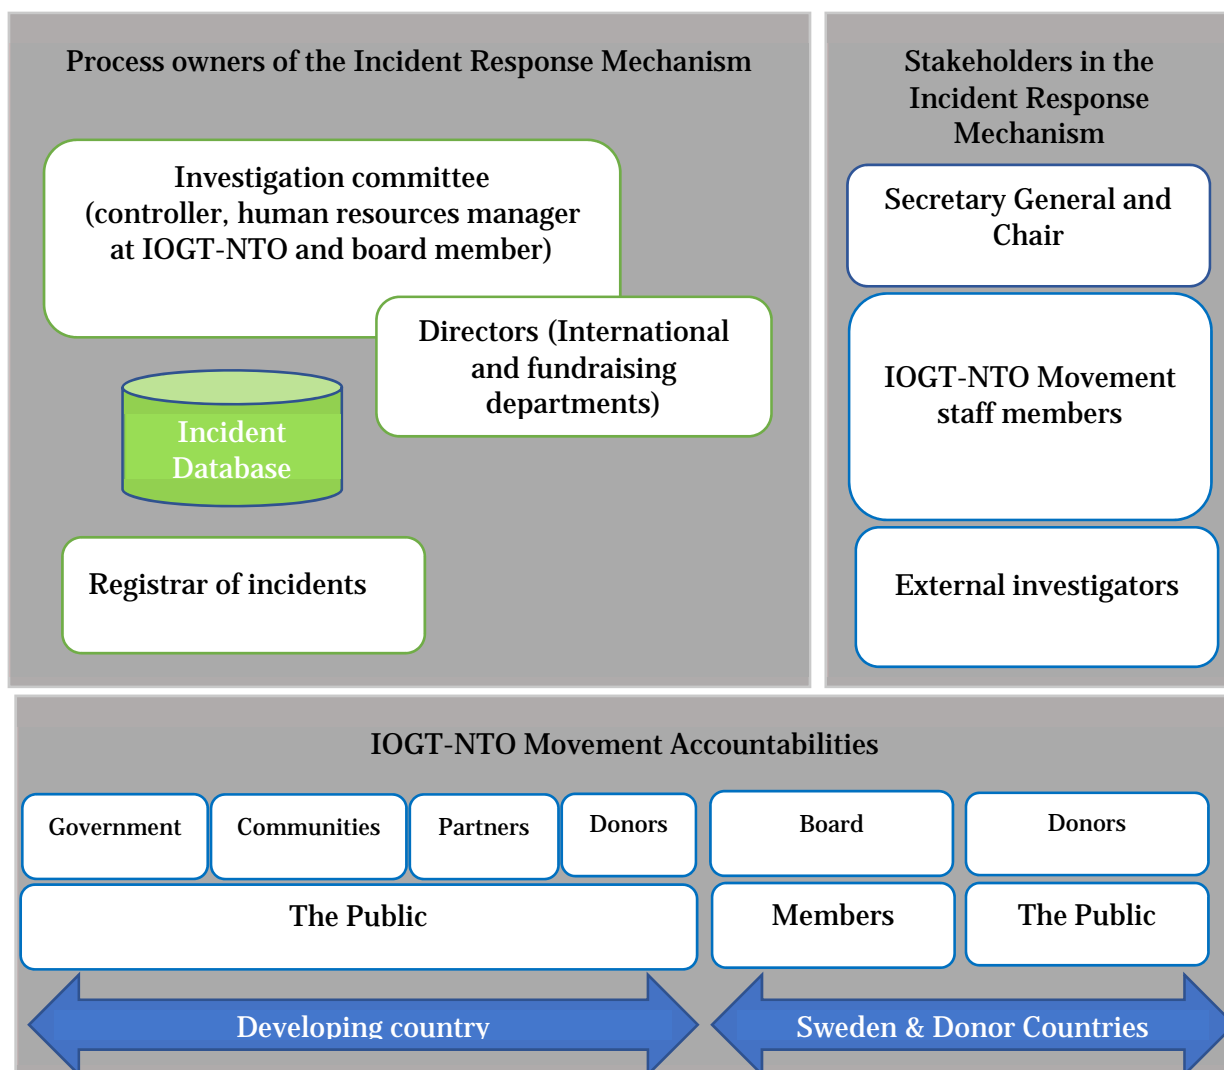 Process owners of the Incident Response Mechanism
Investigation committee
(controller, human resources manager
at IOGT-NTO and board member)
Directors (International
and fundraising
departments)
Incident
Database
Registrar of incidents
Stakeholders in the
Incident Response
Mechanism
Secretary General and
Chair
IOGT-NTO Movement
staff members
External investigators
IOGT-NTO Movement Accountabilities
Government
Communities
Partners
Donors
Board
Donors
The Public
Members
The Public
Developing country
Sweden & Donor Countries